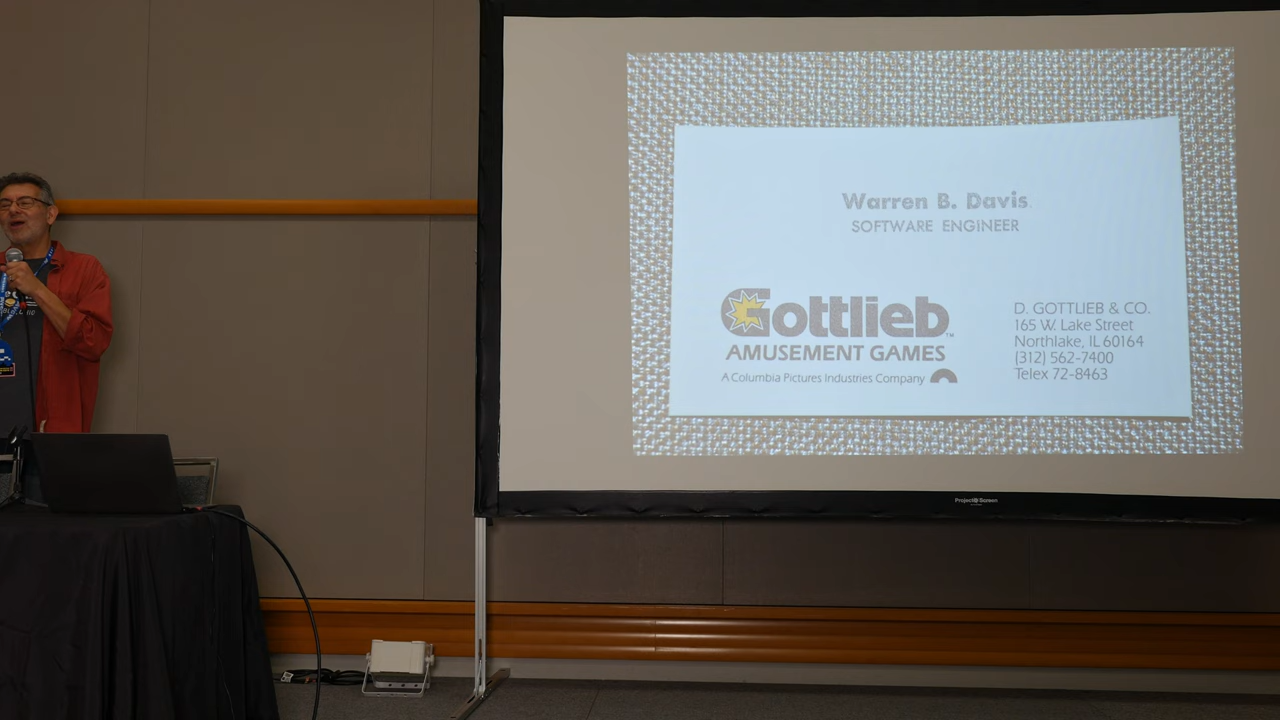 Warren B. Davis
SOFTWARE ENGINEER
Gottlieb™
AMUSEMENT GAMES
A Columbia Pictures Industries Company
D. GOTTLIEB & CO.
165 W. Lake Street
Northlake, IL 60164
(312) 562-7400
Telex 72-8463